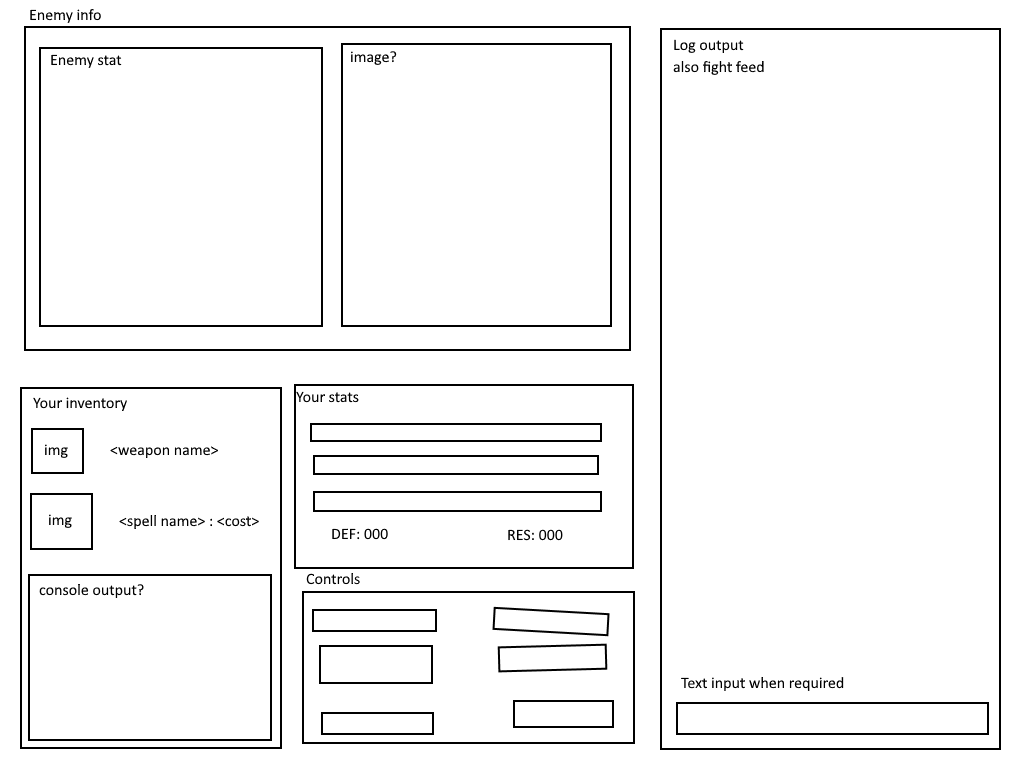 Enemy info
Enemy stat
image?
Log output
also fight feed
Your inventory
img
<weapon name>
img
<spell name> : <cost>
console output?
Your stats
DEF: 000
RES: 000
Controls
Text input when required